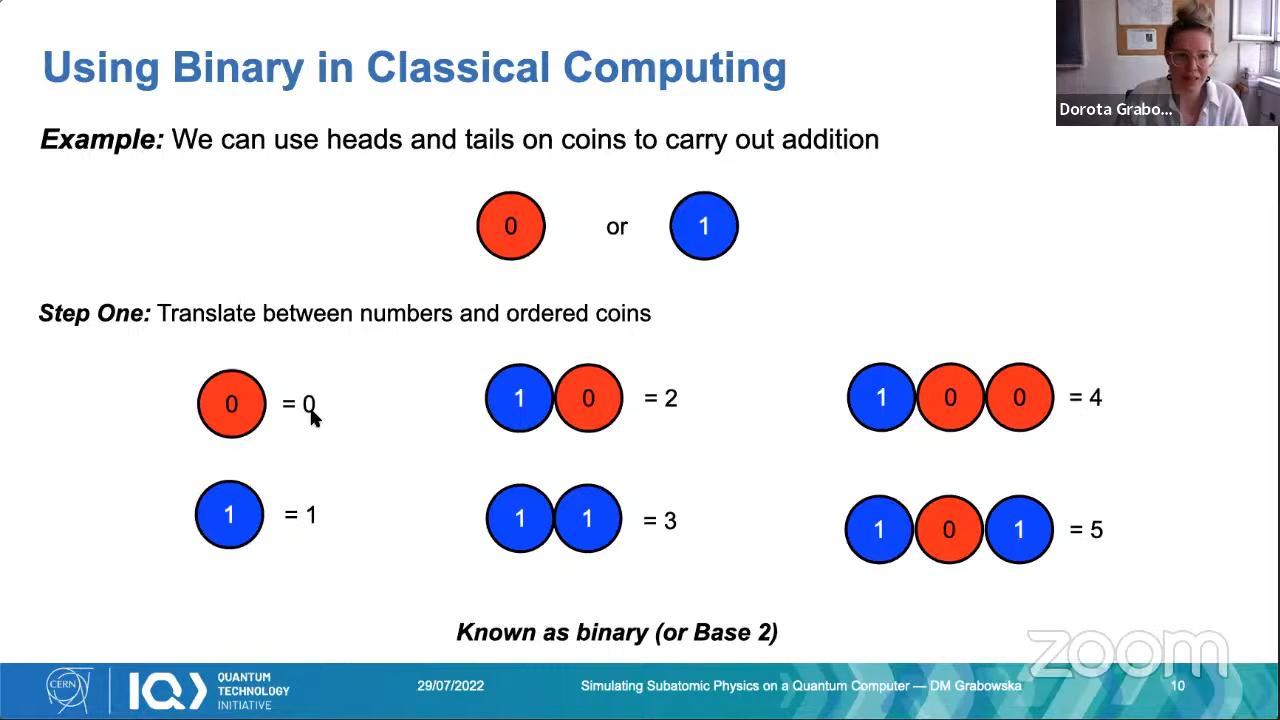 Using Binary in Classical Computing
Dorota Grabo...
Example: We can use heads and tails on coins to carry out addition
0 or 1
Step One: Translate between numbers and ordered coins
0 = 0
1 0 = 2
1 0 0 = 4
1 = 1
1 1 = 3
1 0 1 = 5
Known as binary (or Base 2)
zoom
CERN
QUANTUM
TECHNOLOGY
INITIATIVE
29/07/2022
Simulating Subatomic Physics on a Quantum Computer — DM Grabowska
10